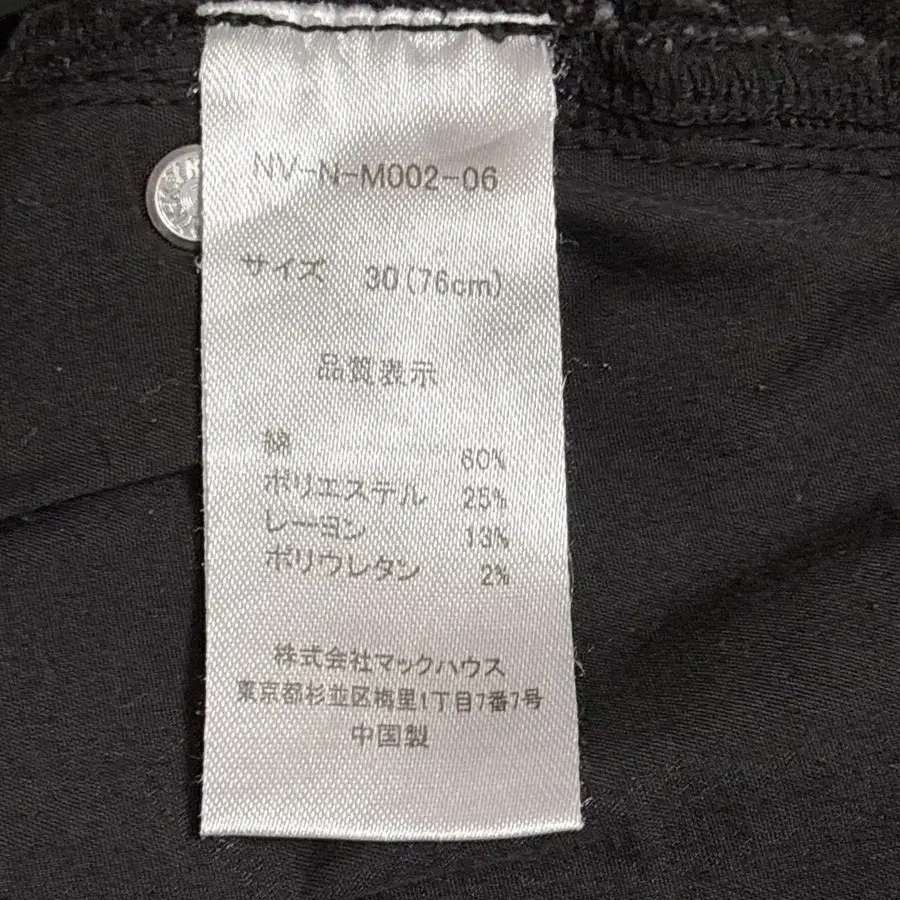 NV-N-M002-06
サイズ 30(76cm)
品質表示
綿 60%
ポリエステル 25%
レーヨン 13%
ポリウレタン 2%
株式会社マックハウス
東京都杉並区梅里1丁目7番7号
中国製